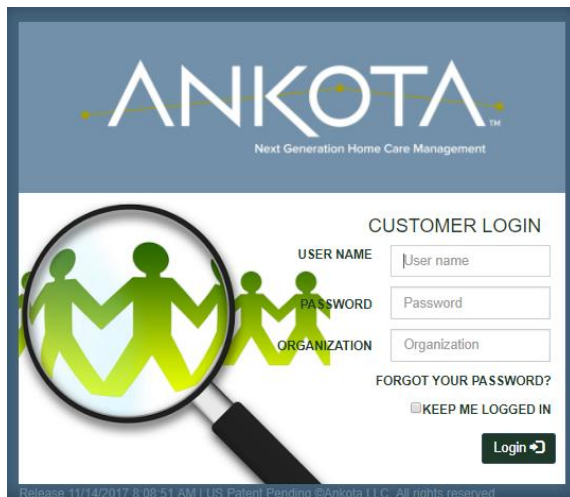 ANKOTA™
Next Generation Home Care Management
CUSTOMER LOGIN
USER NAME
User name
PASSWORD
Password
ORGANIZATION
Organization
FORGOT YOUR PASSWORD?
KEEP ME LOGGED IN
Login
Release 11/14/2017 8:08:51 AM | US Patent Pending ©Ankota LLC. All rights reserved